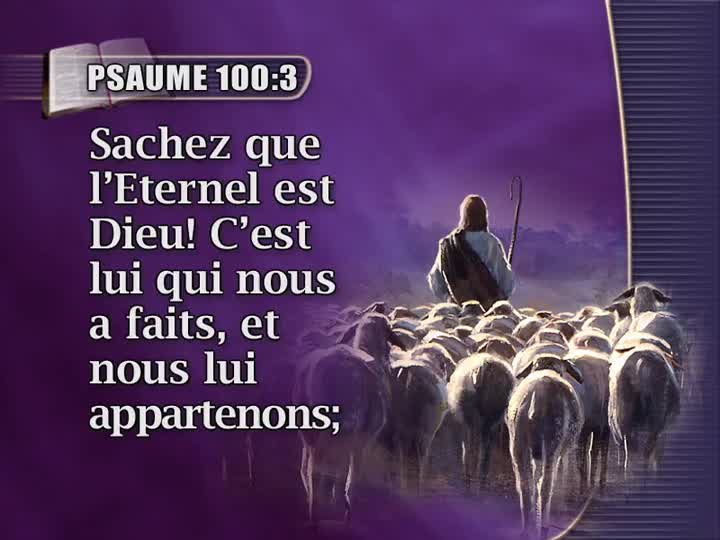 PSAUME 100:3
Sachez que
l’Eternel est
Dieu! C’est
lui qui nous
a faits, et
nous lui
appartenons;